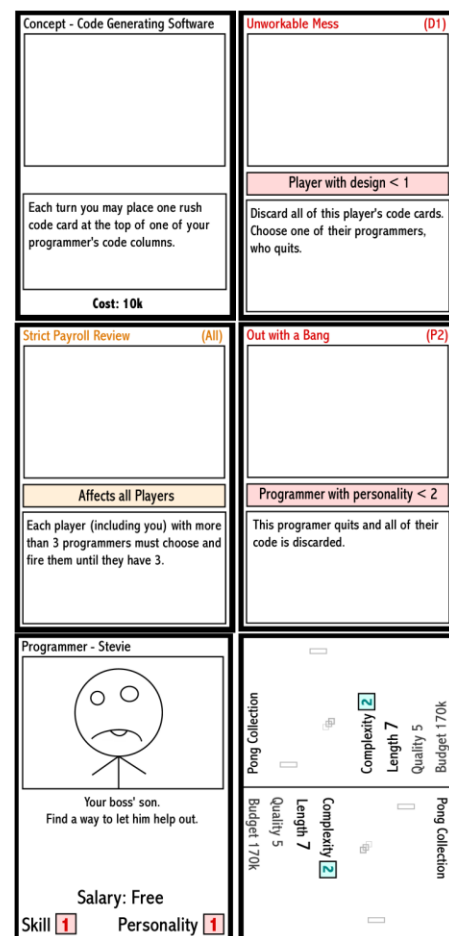 Concept - Code Generating Software
Each turn you may place one rush
code card at the top of one of your
programmer's code columns.
Cost: 10k
Unworkable Mess (D1)
Player with design < 1
Discard all of this player's code cards.
Choose one of their programmers,
who quits.
Strict Payroll Review (All)
Affects all Players
Each player (including you) with more
than 3 programmers must choose and
fire them until they have 3.
Out with a Bang (P2)
Programmer with personality < 2
This programer quits and all of their
code is discarded.
Programmer - Stevie
Your boss' son.
Find a way to let him help out.
Salary: Free
Skill 1 Personality 1
Pong Collection
Complexity 2
Length 7
Quality 5
Budget 170k
Pong Collection
Complexity 2
Length 7
Quality 5
Budget 170k